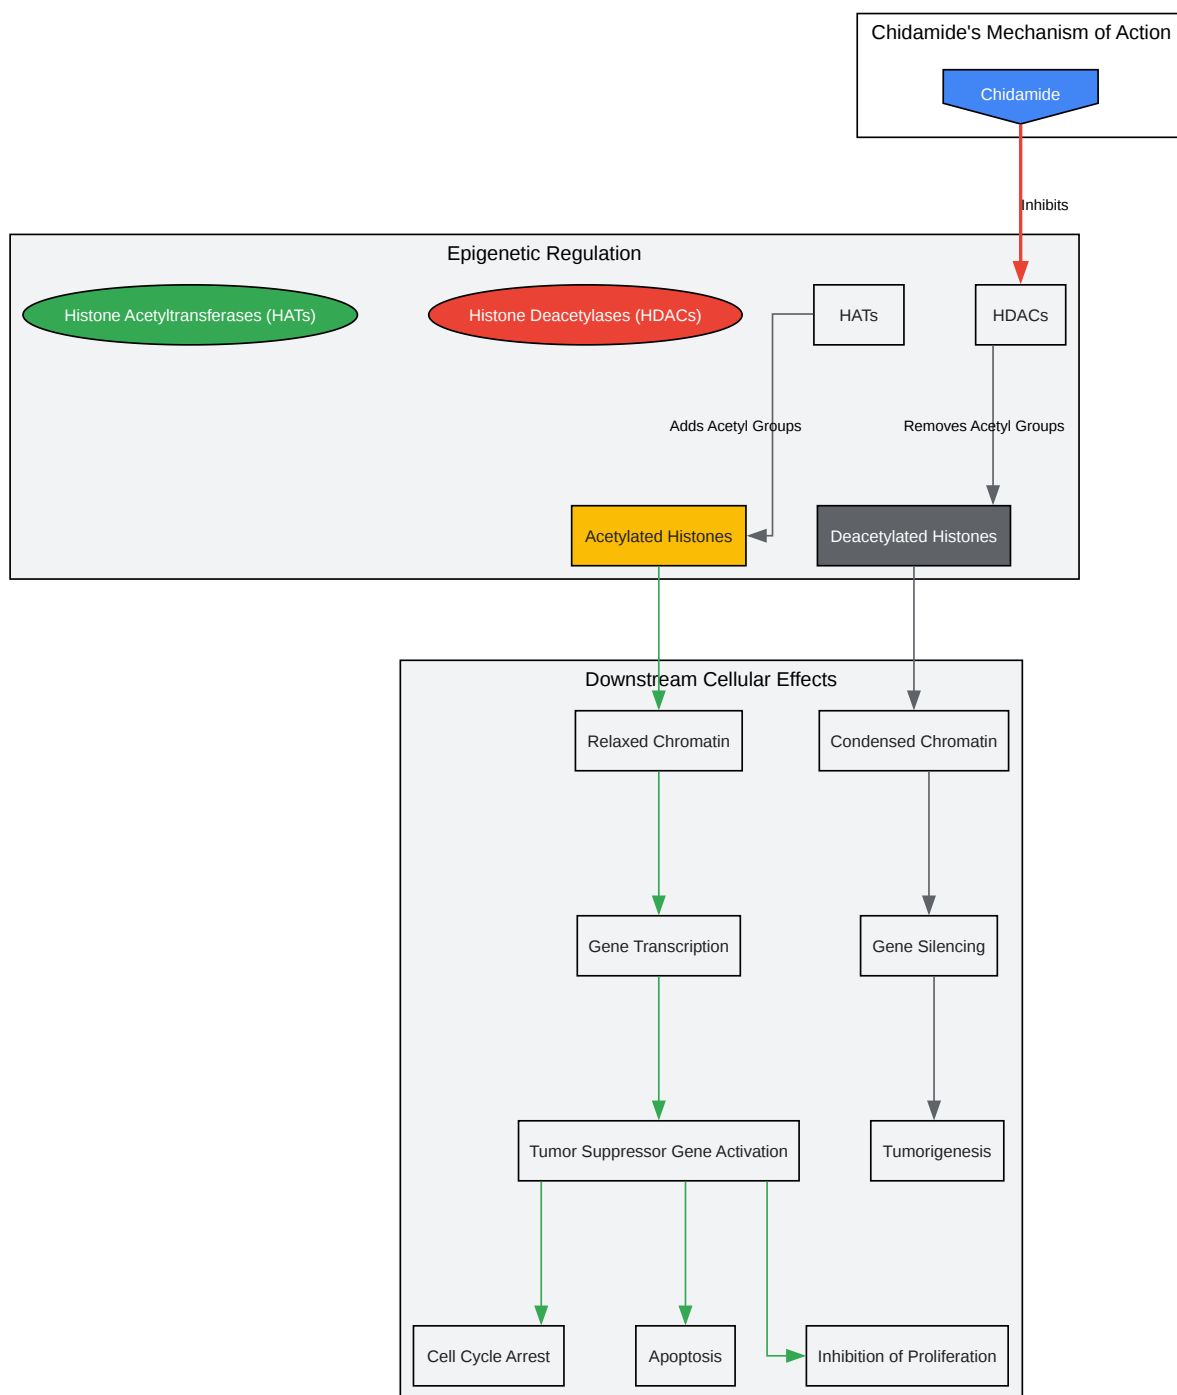 Chidamide's Mechanism of Action
Chidamide
Inhibits
Epigenetic Regulation
Histone Acetyltransferases (HATs)
Histone Deacetylases (HDACs)
HATs
HDACs
Adds Acetyl Groups
Removes Acetyl Groups
Acetylated Histones
Deacetylated Histones
Downstream Cellular Effects
Relaxed Chromatin
Condensed Chromatin
Gene Transcription
Gene Silencing
Tumor Suppressor Gene Activation
Tumorigenesis
Cell Cycle Arrest
Apoptosis
Inhibition of Proliferation